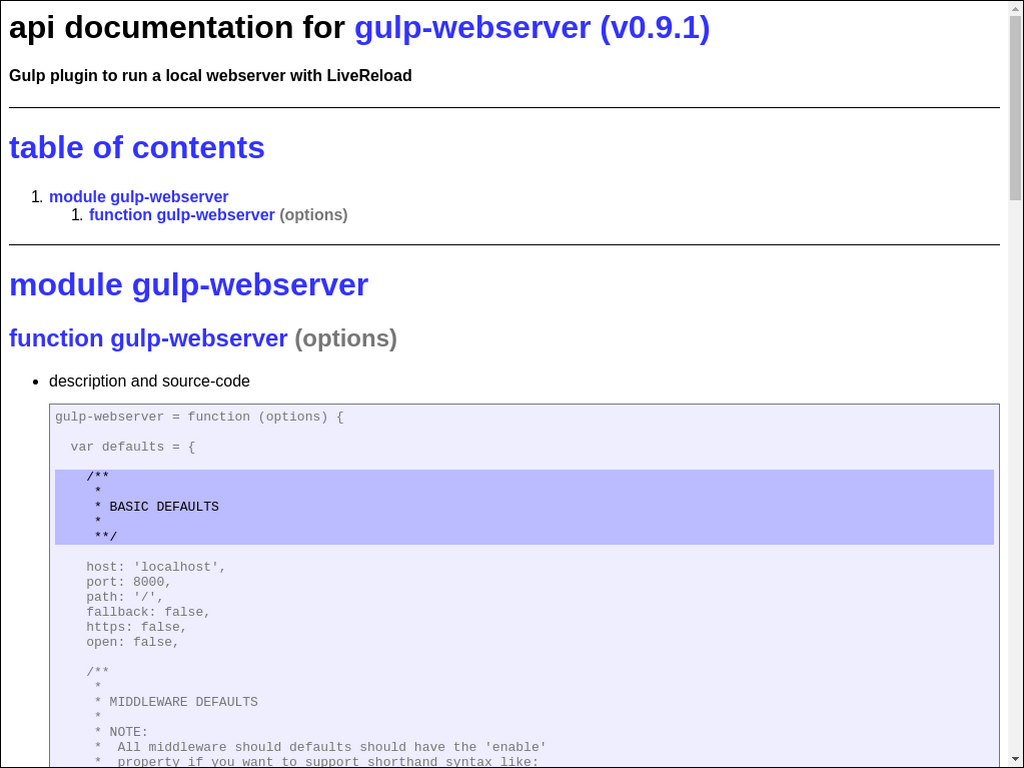 api documentation for gulp-webserver (v0.9.1)
Gulp plugin to run a local webserver with LiveReload
table of contents
1. module gulp-webserver
1. function gulp-webserver (options)
module gulp-webserver
function gulp-webserver (options)
• description and source-code
gulp-webserver = function (options) {
  var defaults = {
    /**
     *
     * BASIC DEFAULTS
     *
     **/
    host: 'localhost',
    port: 8000,
    path: '/',
    fallback: false,
    https: false,
    open: false,
    /**
     *
     * MIDDLEWARE DEFAULTS
     *
     * NOTE:
     *  All middleware should defaults should have the 'enable'
     *  property if you want to support shorthand syntax like: